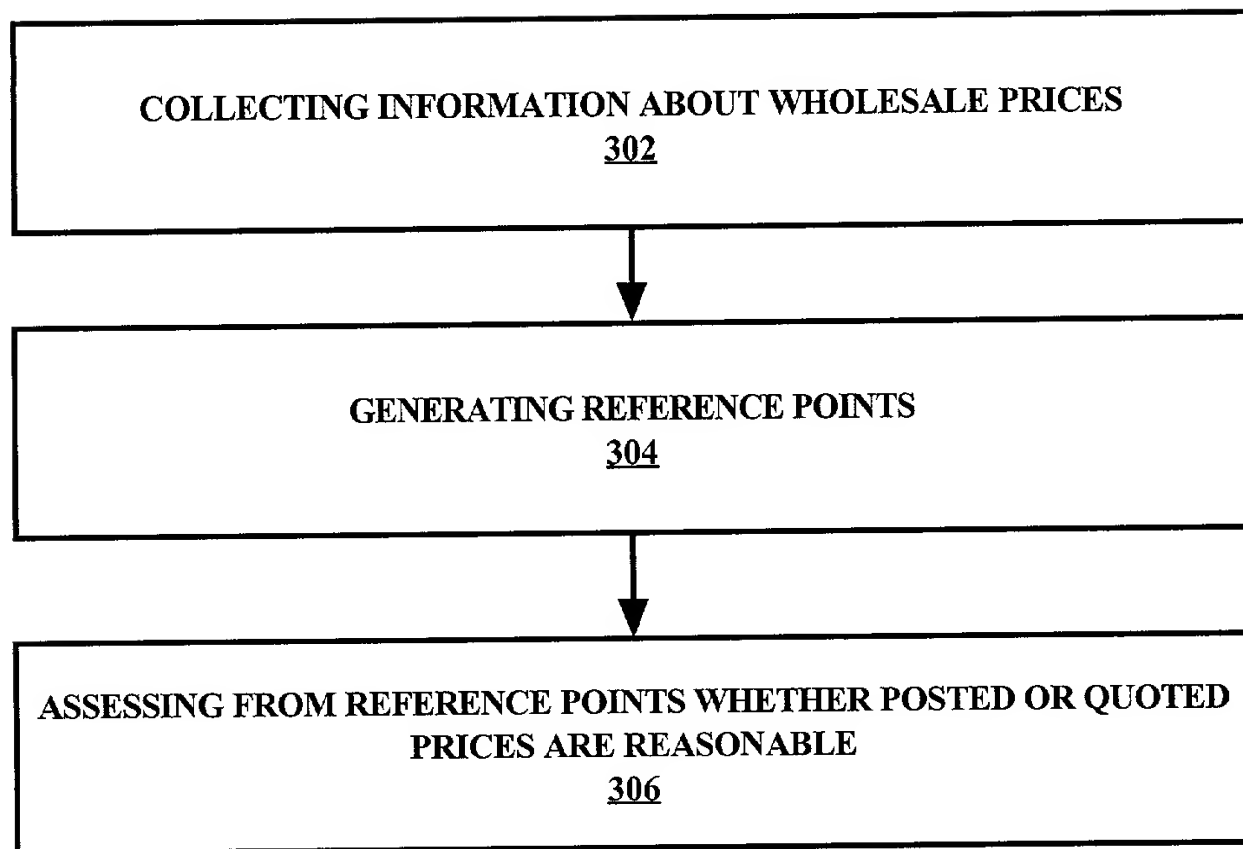 COLLECTING INFORMATION ABOUT WHOLESALE PRICES
302
GENERATING REFERENCE POINTS
304
ASSESSING FROM REFERENCE POINTS WHETHER POSTED OR QUOTED
PRICES ARE REASONABLE
306